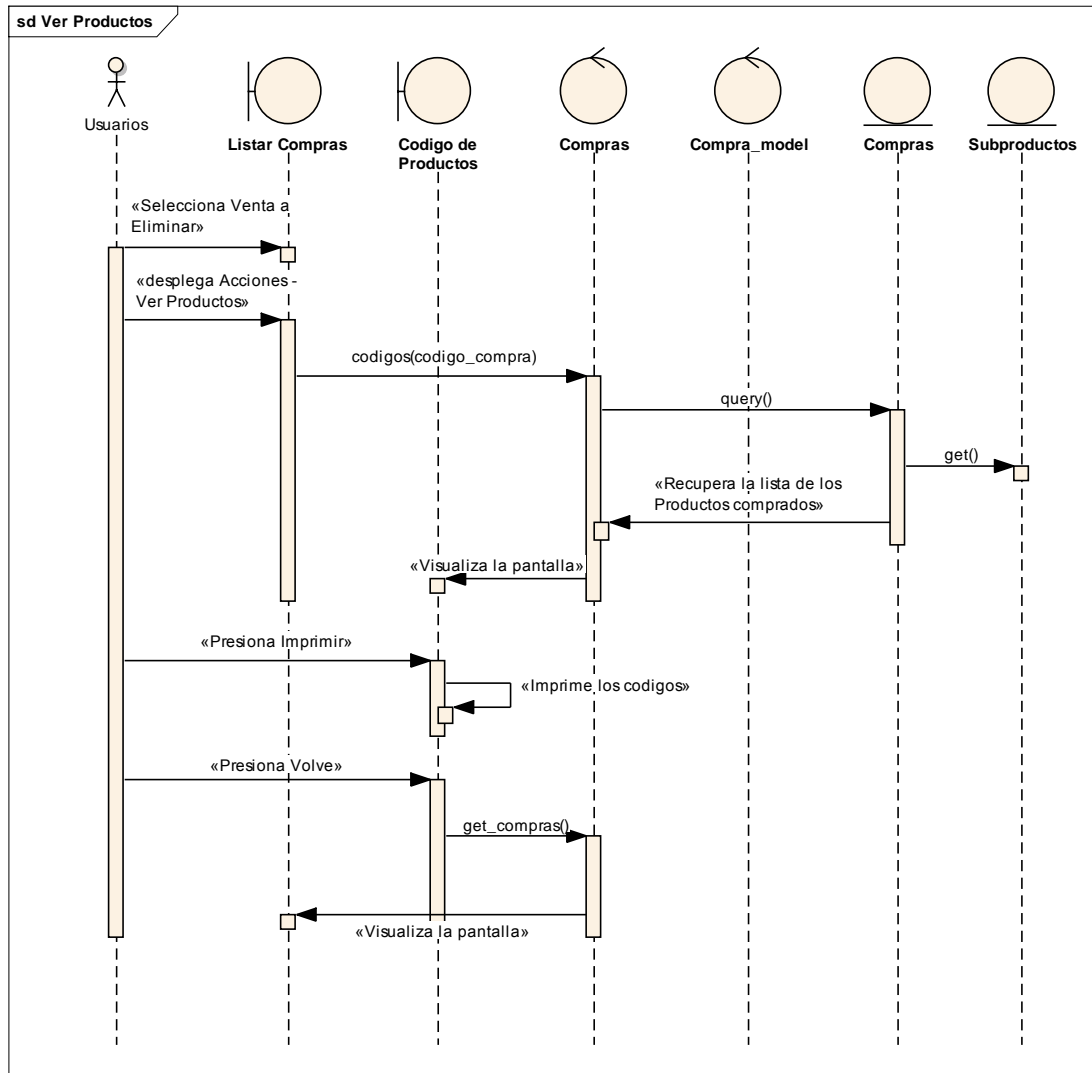 sd Ver Productos
Usuarios
Listar Compras
Codigo de
Productos
Compras
Compra_model
Compras
Subproductos
«Selecciona Venta a
Eliminar»
«desplega Acciones -
Ver Productos»
codigos(codigo_compra)
query()
get()
«Recupera la lista de los
Productos comprados»
«Visualiza la pantalla»
«Presiona Imprimir»
«Imprime los codigos»
«Presiona Volve»
get_compras()
«Visualiza la pantalla»